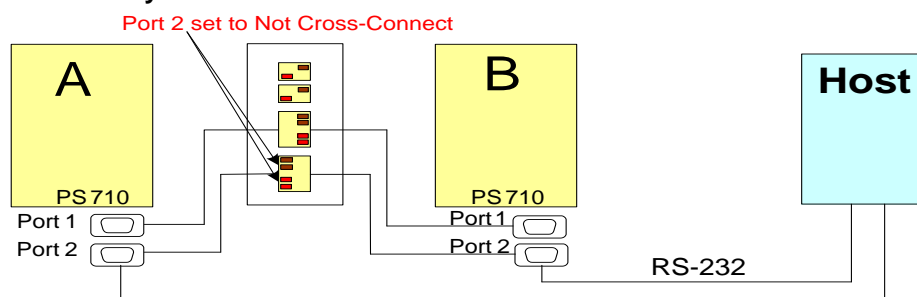 Port 2 set to Not Cross-Connect
A
B
Host
PS710
PS710
Port 1
Port 1
Port 2
Port 2
RS-232